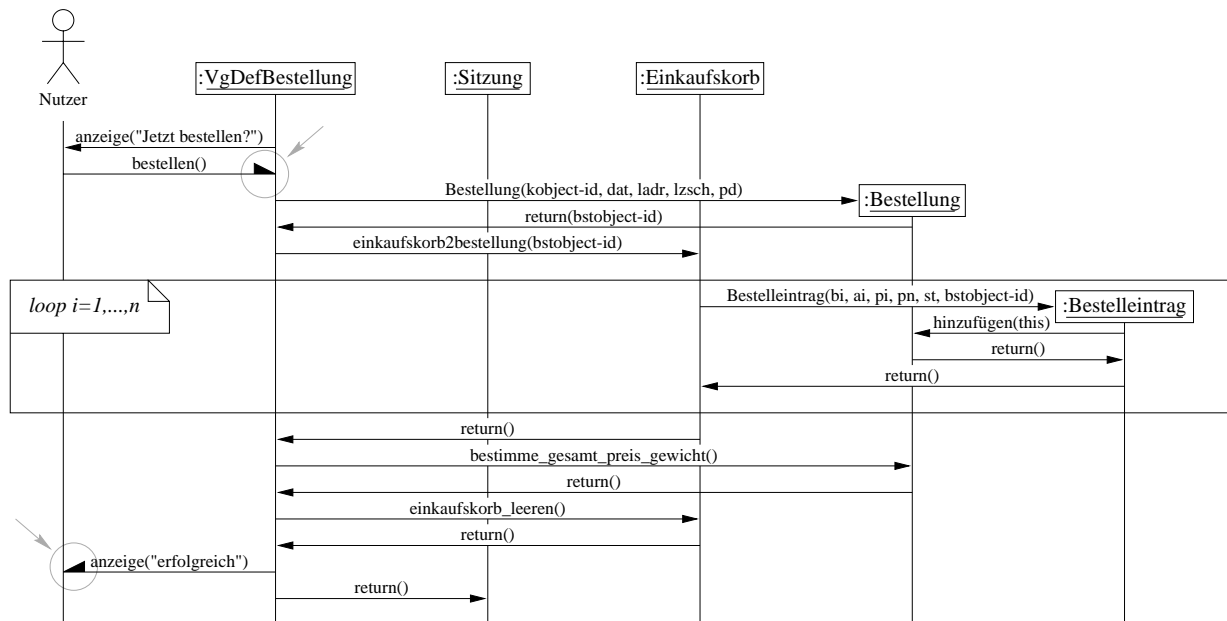 Nutzer
:VgDefBestellung
:Sitzung
:Einkaufskorb
anzeige("Jetzt bestellen?")
bestellen()
Bestellung(kobject-id, dat, ladr, lzsch, pd)
:Bestellung
return(bstobject-id)
einkaufskorb2bestellung(bstobject-id)
loop i=1,...,n
Bestelleintrag(bi, ai, pi, pn, st, bstobject-id)
:Bestelleintrag
hinzufügen(this)
return()
return()
return()
bestimme_gesamt_preis_gewicht()
return()
einkaufskorb_leeren()
return()
anzeige("erfolgreich")
return()